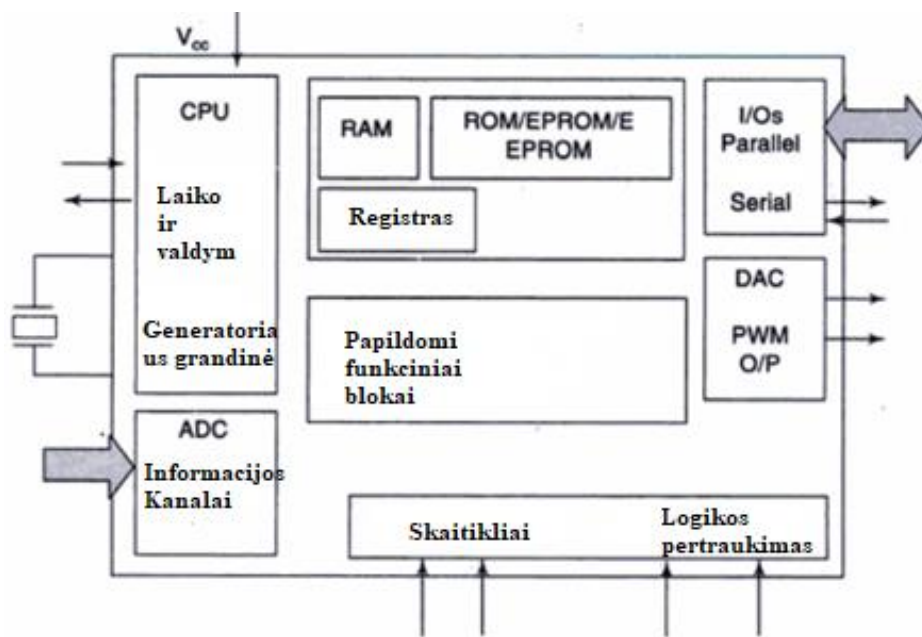 Vcc
CPU
Laiko
ir
valdym
Generatoria
us grandinė
ADC
Informacijos
Kanalai
RAM
ROM/EPROM/E
EPROM
Registras
Papildomi
funkciniai
blokai
I/Os
Parallel
Serial
DAC
PWM
O/P
Skaitikliai
Logikos
pertraukimas